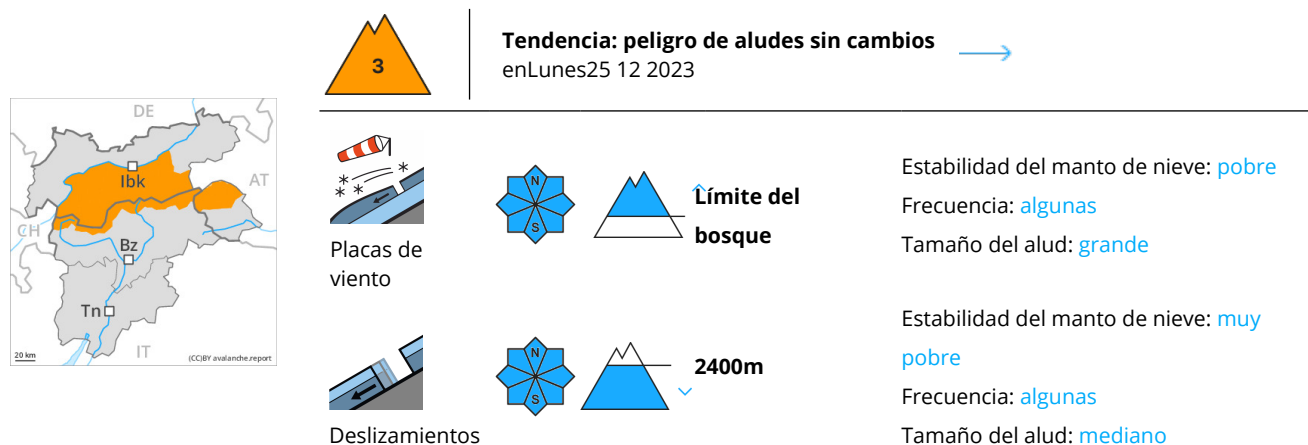 3
Tendencia: peligro de aludes sin cambios
enLunes25 12 2023
DE
Ibk
AT
CH
Bz
Tn
IT
20 km
(CC)BY avalanche.report
Placas de
viento
N
S
Límite del
bosque
Estabilidad del manto de nieve: pobre
Frecuencia: algunas
Tamaño del alud: grande
Deslizamientos
N
S
2400m
Estabilidad del manto de nieve: muy
pobre
Frecuencia: algunas
Tamaño del alud: mediano